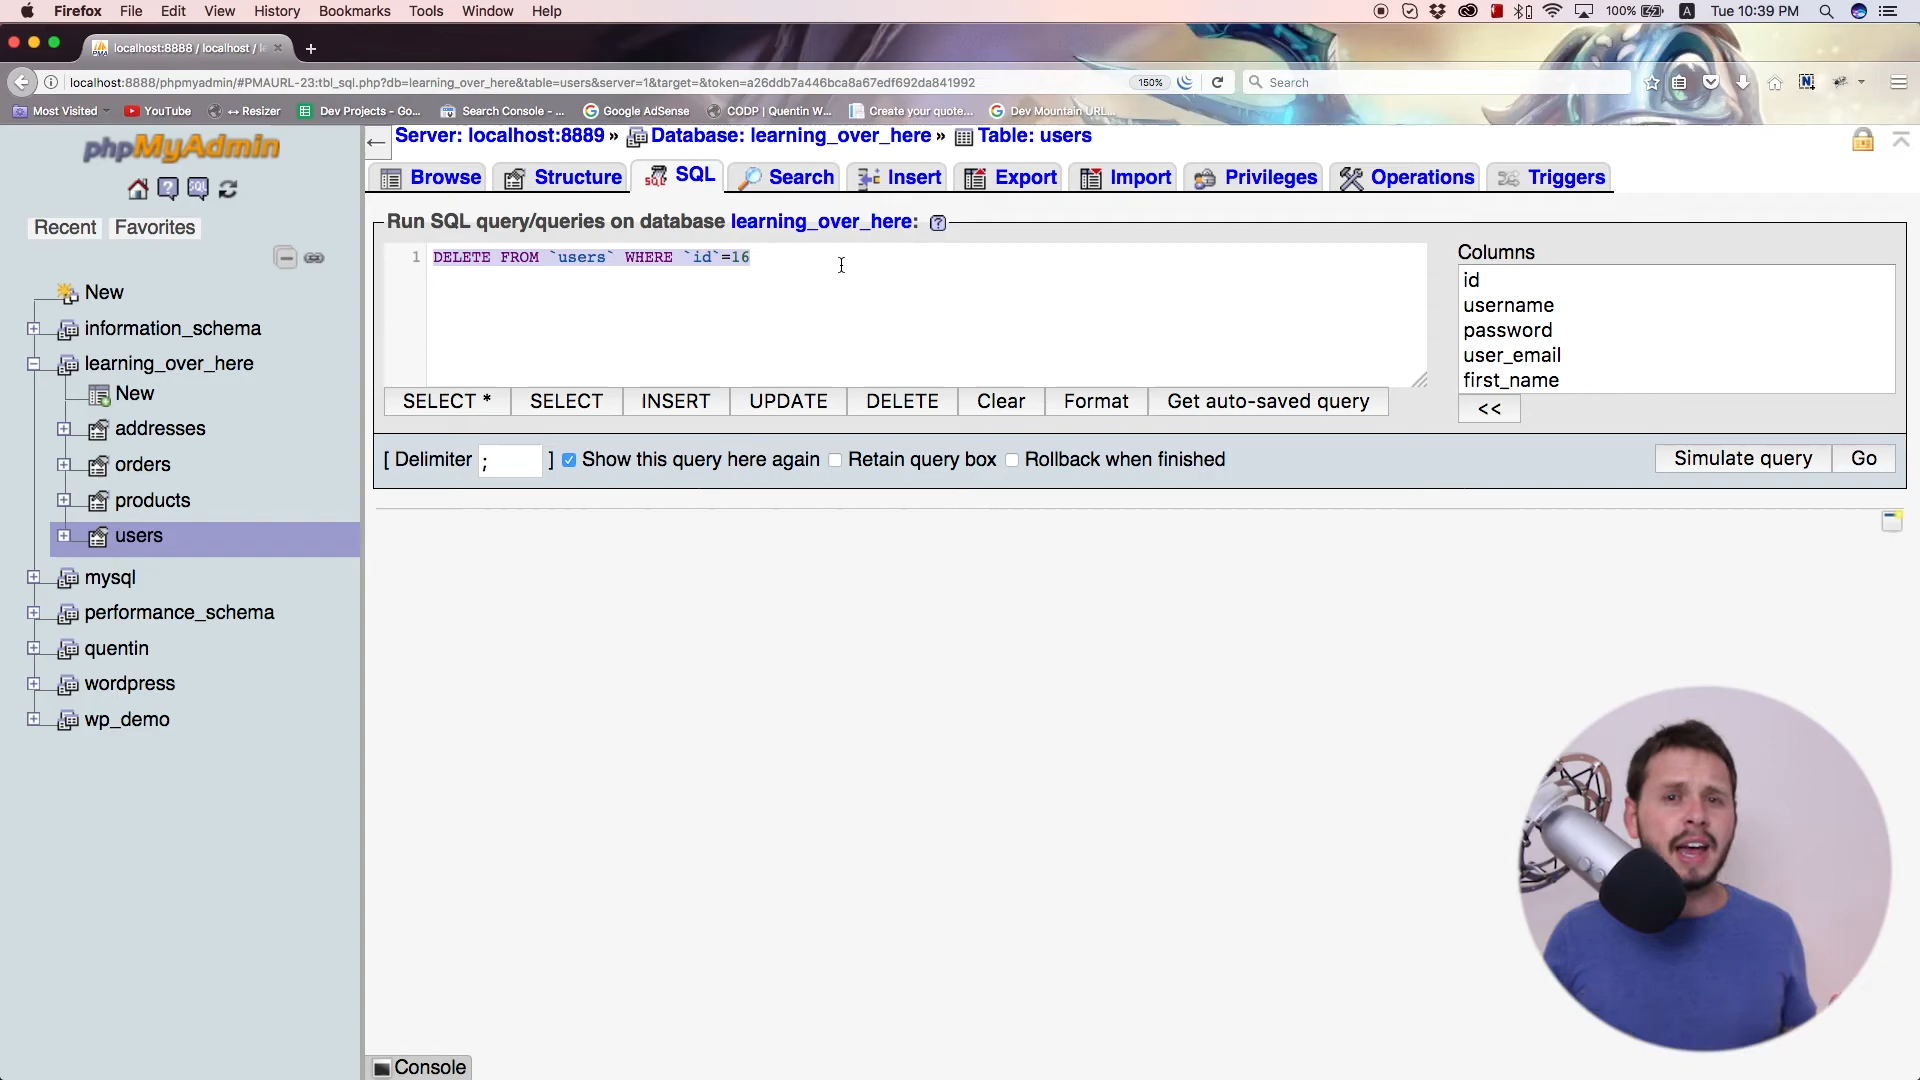 Firefox File Edit View History Bookmarks Tools Window Help 100% A Tue 10:39 PM
localhost:8888 / localhost / l
localhost:8888/phpmyadmin/#PMAURL-23:tbl_sql.php?db=learning_over_here&table=users&server=1&target=&token=a26ddb7a446bca8a67edf692da841992 150% Search
Most Visited YouTube ↔ Resizer Dev Projects - Go... Search Console - ... Google AdSense CODP | Quentin W... Create your quote... Dev Mountain URL...
phpMyAdmin
Recent Favorites
New
information_schema
learning_over_here
New
addresses
orders
products
users
mysql
performance_schema
quentin
wordpress
wp_demo
Server: localhost:8889 » Database: learning_over_here » Table: users
Browse Structure SQL Search Insert Export Import Privileges Operations Triggers
Run SQL query/queries on database learning_over_here:
1 DELETE FROM `users` WHERE `id`=16
Columns
id
username
password
user_email
first_name
<<
SELECT * SELECT INSERT UPDATE DELETE Clear Format Get auto-saved query
[ Delimiter ; ] Show this query here again Retain query box Rollback when finished Simulate query Go
Console